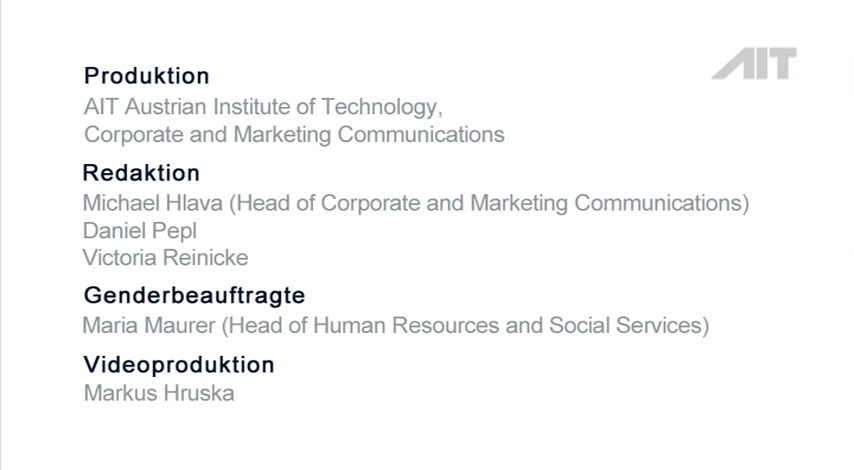 AIT
Produktion
AIT Austrian Institute of Technology,
Corporate and Marketing Communications
Redaktion
Michael Hlava (Head of Corporate and Marketing Communications)
Daniel Pepl
Victoria Reinicke
Genderbeauftragte
Maria Maurer (Head of Human Resources and Social Services)
Videoproduktion
Markus Hruska